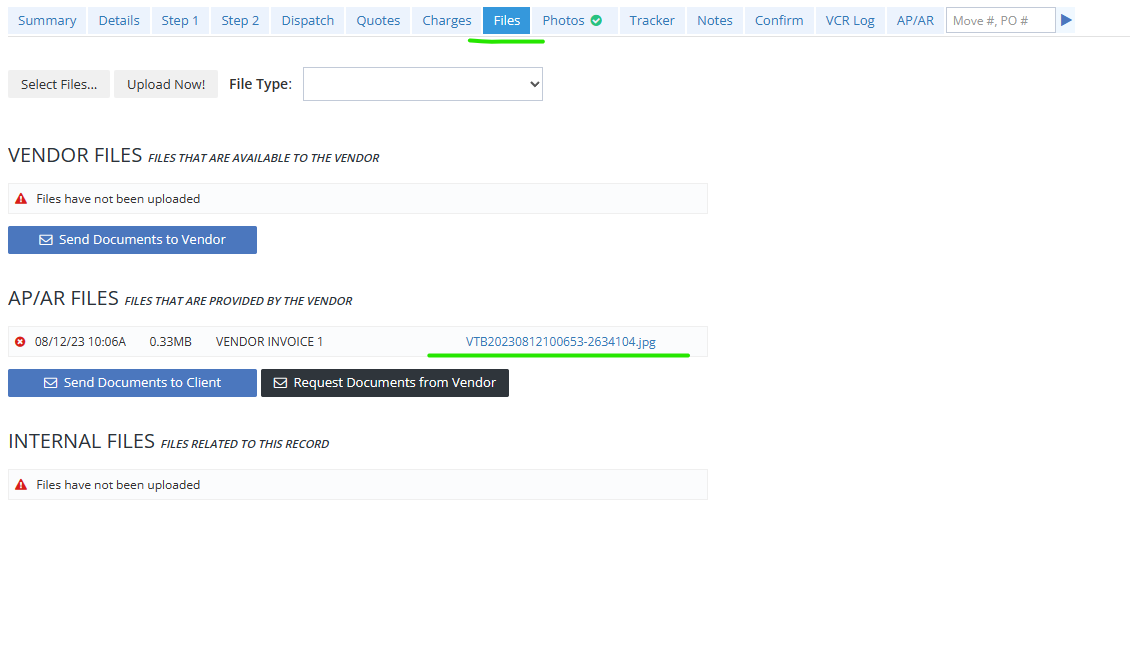 Summary Details Step 1 Step 2 Dispatch Quotes Charges Files Photos Tracker Notes Confirm VCR Log AP/AR Move #, PO #
Select Files... Upload Now! File Type:
VENDOR FILES FILES THAT ARE AVAILABLE TO THE VENDOR
Files have not been uploaded
Send Documents to Vendor
AP/AR FILES FILES THAT ARE PROVIDED BY THE VENDOR
08/12/23 10:06A 0.33MB VENDOR INVOICE 1 VTB20230812100653-2634104.jpg
Send Documents to Client Request Documents from Vendor
INTERNAL FILES FILES RELATED TO THIS RECORD
Files have not been uploaded